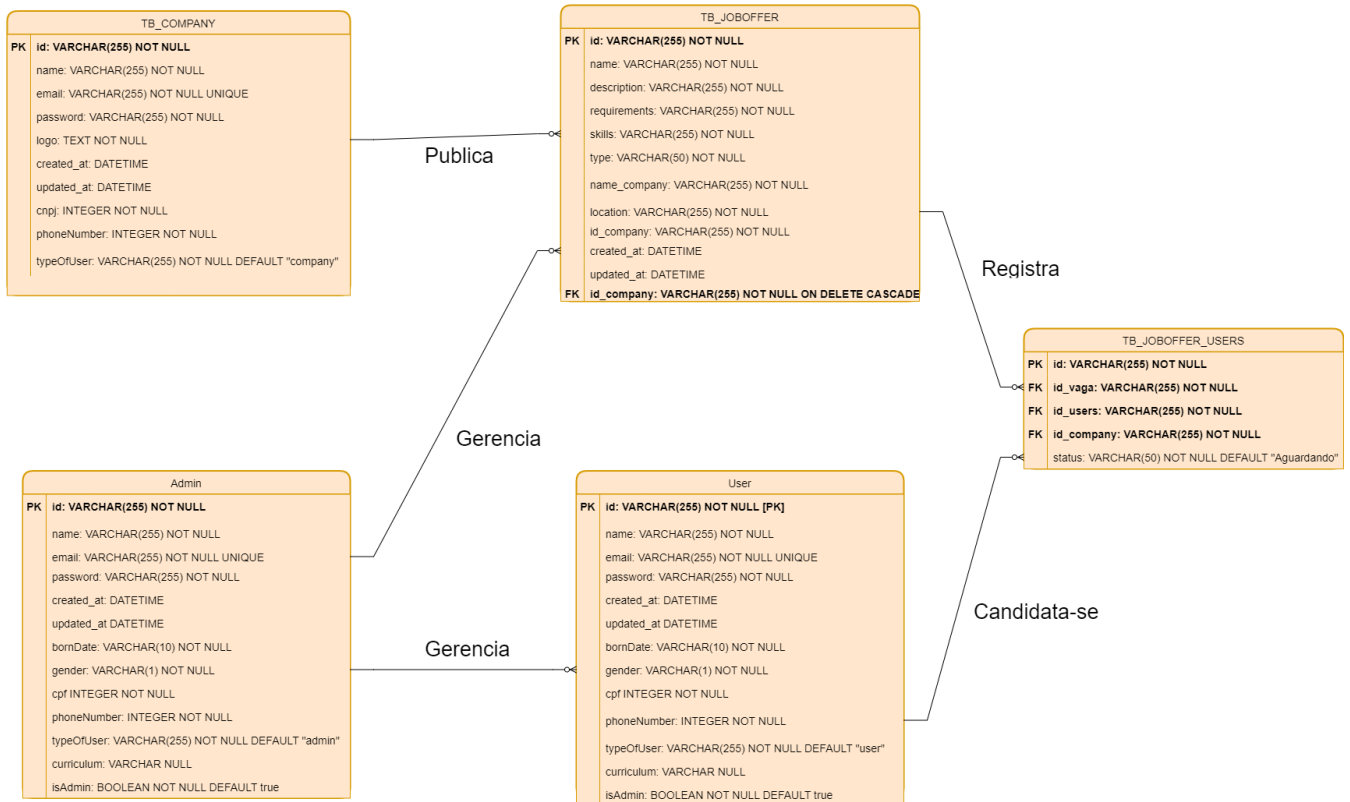 TB_COMPANY
PK id: VARCHAR(255) NOT NULL
name: VARCHAR(255) NOT NULL
email: VARCHAR(255) NOT NULL UNIQUE
password: VARCHAR(255) NOT NULL
logo: TEXT NOT NULL
created_at: DATETIME
updated_at: DATETIME
cnpj: INTEGER NOT NULL
phoneNumber: INTEGER NOT NULL
typeOfUser: VARCHAR(255) NOT NULL DEFAULT "company"
Publica
TB_JOBOFFER
PK id: VARCHAR(255) NOT NULL
name: VARCHAR(255) NOT NULL
description: VARCHAR(255) NOT NULL
requirements: VARCHAR(255) NOT NULL
skills: VARCHAR(255) NOT NULL
type: VARCHAR(50) NOT NULL
name_company: VARCHAR(255) NOT NULL
location: VARCHAR(255) NOT NULL
id_company: VARCHAR(255) NOT NULL
created_at: DATETIME
updated_at: DATETIME
FK id_company: VARCHAR(255) NOT NULL ON DELETE CASCADE
Registra
TB_JOBOFFER_USERS
PK id: VARCHAR(255) NOT NULL
FK id_vaga: VARCHAR(255) NOT NULL
FK id_users: VARCHAR(255) NOT NULL
FK id_company: VARCHAR(255) NOT NULL
status: VARCHAR(50) NOT NULL DEFAULT "Aguardando"
Gerencia
Admin
PK id: VARCHAR(255) NOT NULL
name: VARCHAR(255) NOT NULL
email: VARCHAR(255) NOT NULL UNIQUE
password: VARCHAR(255) NOT NULL
created_at: DATETIME
updated_at DATETIME
bornDate: VARCHAR(10) NOT NULL
gender: VARCHAR(1) NOT NULL
cpf INTEGER NOT NULL
phoneNumber: INTEGER NOT NULL
typeOfUser: VARCHAR(255) NOT NULL DEFAULT "admin"
curriculum: VARCHAR NULL
isAdmin: BOOLEAN NOT NULL DEFAULT true
Gerencia
User
PK id: VARCHAR(255) NOT NULL [PK]
name: VARCHAR(255) NOT NULL
email: VARCHAR(255) NOT NULL UNIQUE
password: VARCHAR(255) NOT NULL
created_at: DATETIME
updated_at: DATETIME
bornDate: VARCHAR(10) NOT NULL
gender: VARCHAR(1) NOT NULL
cpf INTEGER NOT NULL
phoneNumber: INTEGER NOT NULL
typeOfUser: VARCHAR(255) NOT NULL DEFAULT "user"
curriculum: VARCHAR NULL
isAdmin: BOOLEAN NOT NULL DEFAULT true
Candidata-se